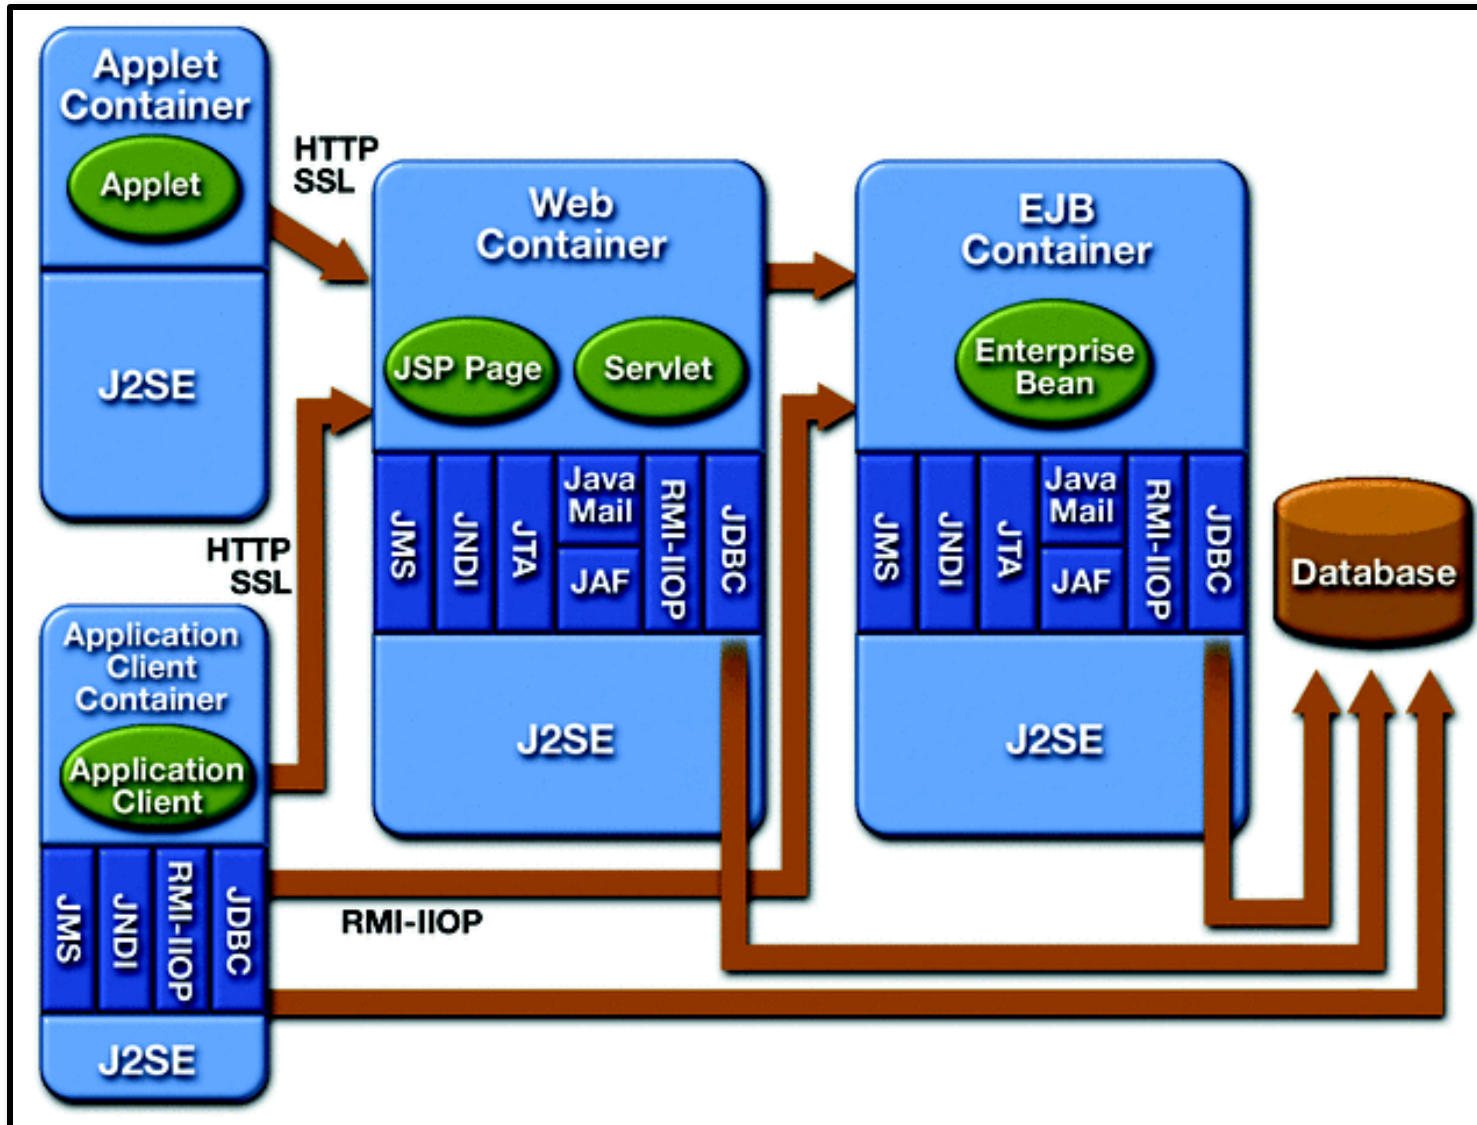 Applet
Container
Applet
J2SE
HTTP
SSL
Web
Container
JSP Page
Servlet
JMS
JNDI
JTA
Java
Mail
JAF
RMI-IIOP
JDBC
J2SE
EJB
Container
Enterprise
Bean
JMS
JNDI
JTA
Java
Mail
JAF
RMI-IIOP
JDBC
J2SE
Database
HTTP
SSL
Application
Client
Container
Application
Client
JMS
JNDI
RMI-IIOP
JDBC
J2SE
RMI-IIOP